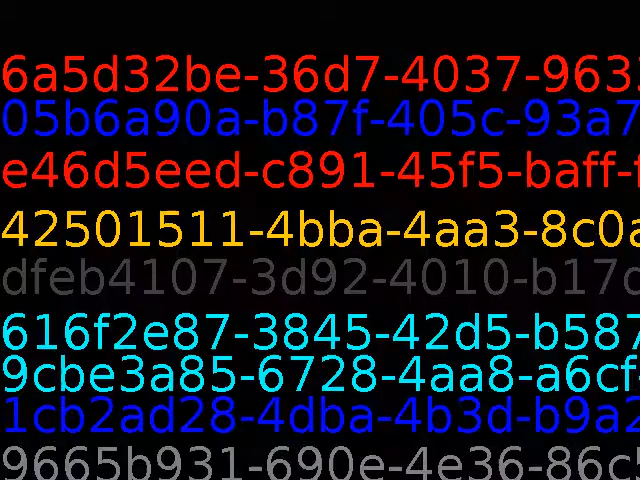 6a5d32be-36d7-4037-963
05b6a90a-b87f-405c-93a7
e46d5eed-c891-45f5-baff-f
42501511-4bba-4aa3-8c0a
dfeb4107-3d92-4010-b17c
616f2e87-3845-42d5-b587
9cbe3a85-6728-4aa8-a6cf-
1cb2ad28-4dba-4b3d-b9a2
9665b931-690e-4e36-86c5